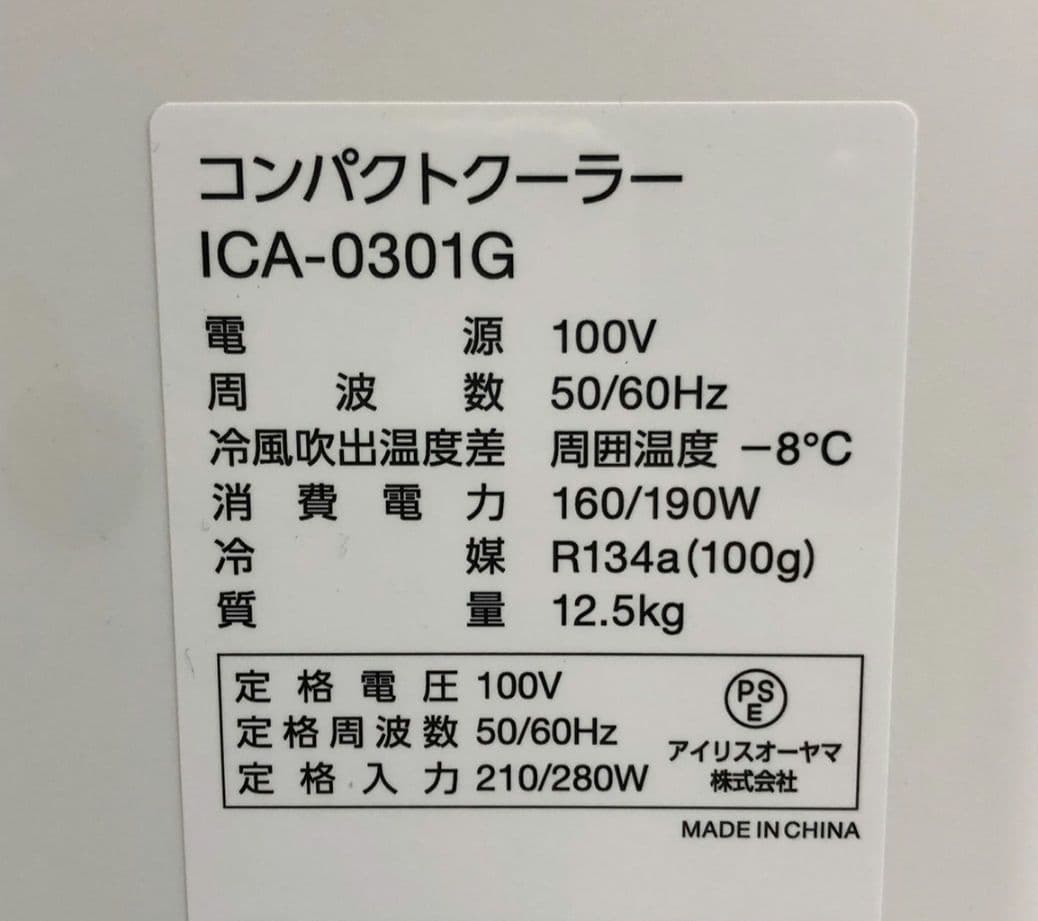 コンパクトクーラー
ICA-0301G
電源 100V
周波数 50/60Hz
冷風吹出温度差 周囲温度 −8℃
消費電力 160/190W
冷媒 R134a(100g)
質量 12.5kg
定格電圧 100V
定格周波数 50/60Hz
定格入力 210/280W
PS
E
アイリスオーヤマ
株式会社
MADE IN CHINA